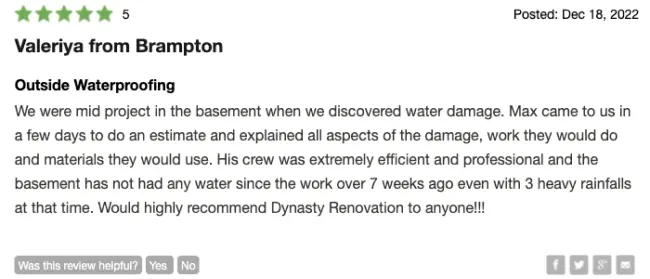 5 Posted: Dec 18, 2022
Valeriya from Brampton
Outside Waterproofing
We were mid project in the basement when we discovered water damage. Max came to us in
a few days to do an estimate and explained all aspects of the damage, work they would do
and materials they would use. His crew was extremely efficient and professional and the
basement has not had any water since the work over 7 weeks ago even with 3 heavy rainfalls
at that time. Would highly recommend Dynasty Renovation to anyone!!!
Was this review helpful? Yes No